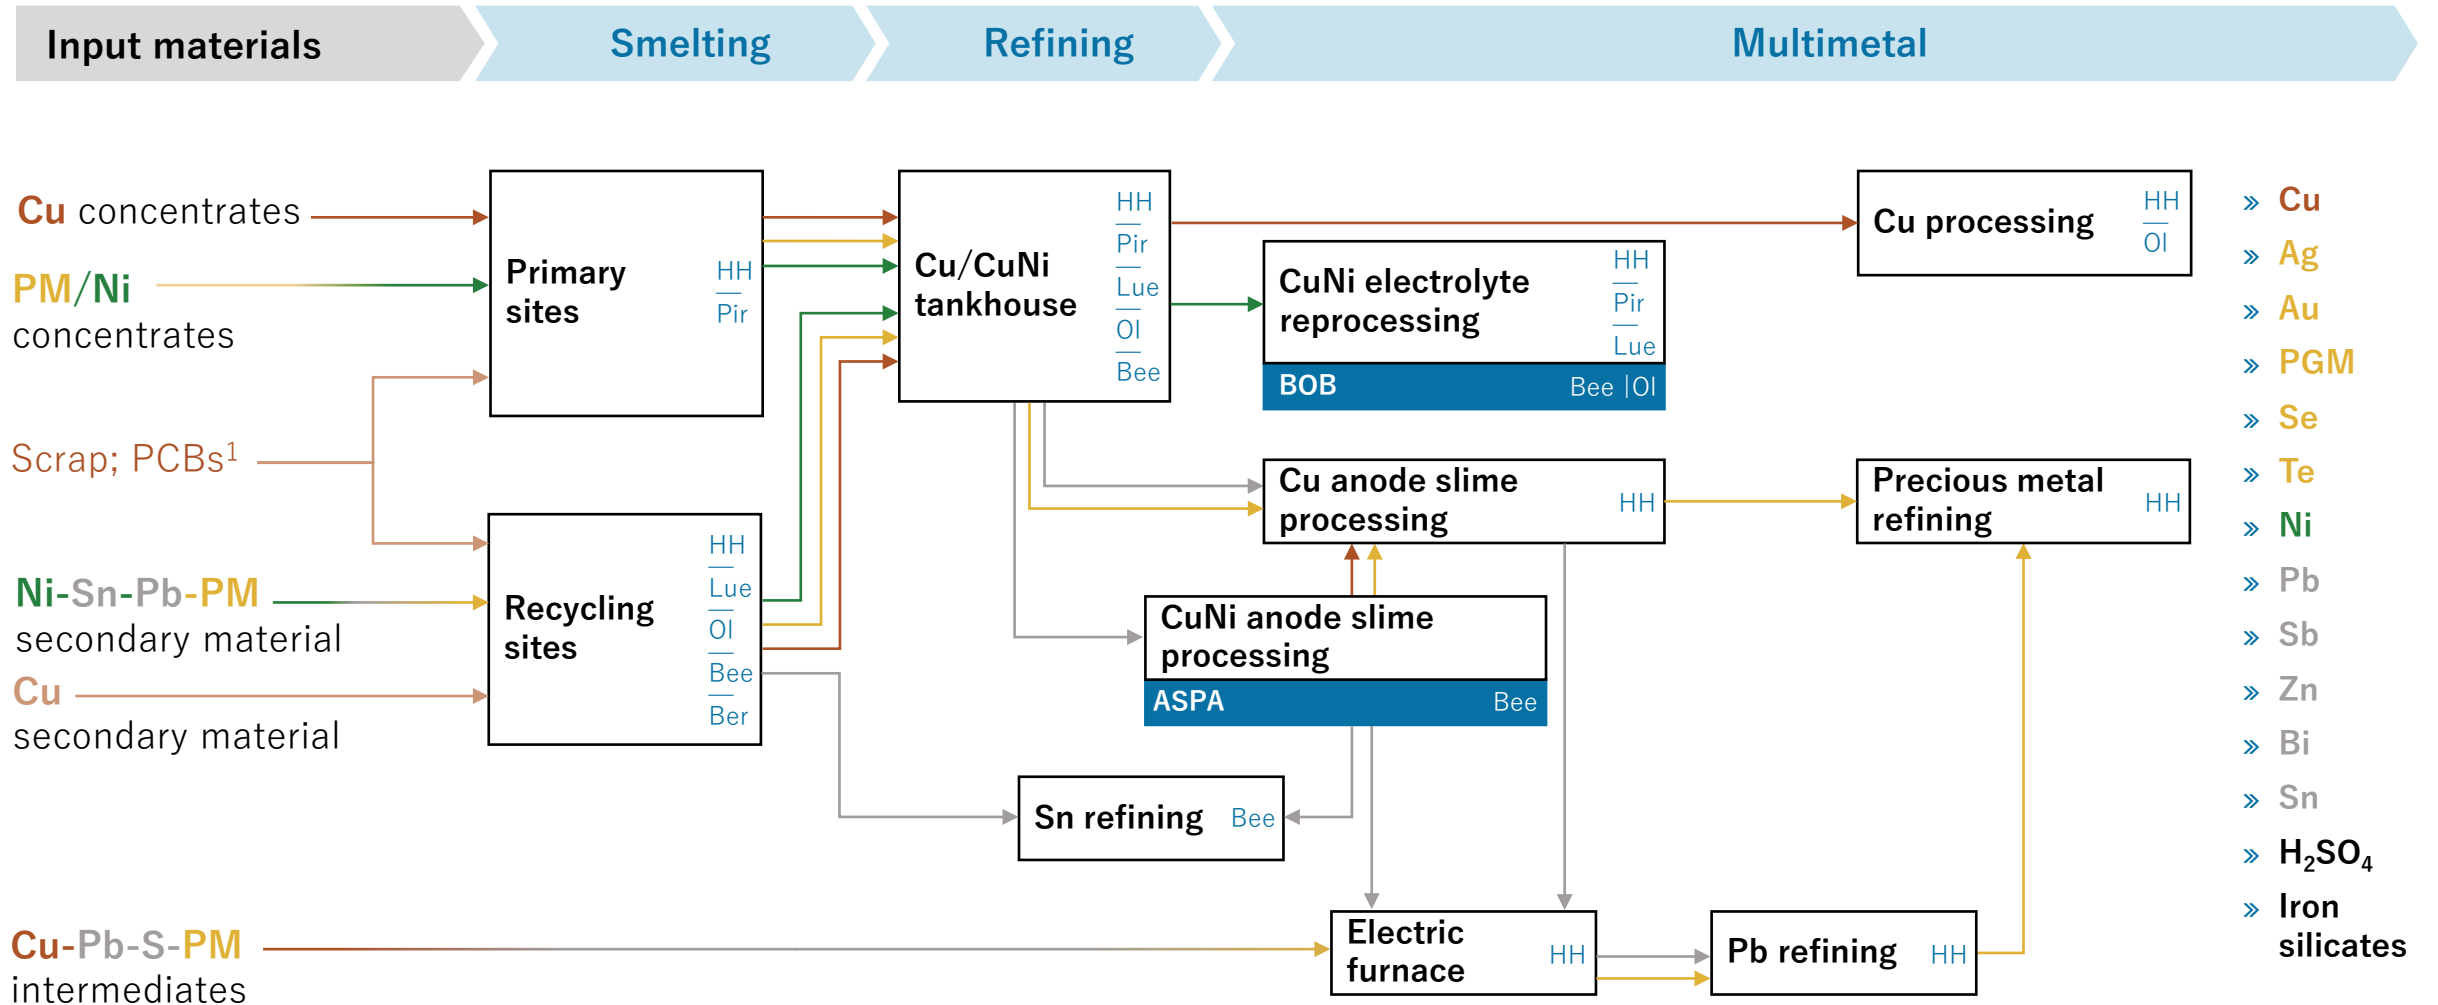 Input materials
Smelting
Refining
Multimetal
Cu concentrates
PM/Ni
concentrates
Scrap; PCBs¹
Ni-Sn-Pb-PM
secondary material
Cu
secondary material
Cu-Pb-S-PM
intermediates
Primary
sites
HH
Pir
Recycling
sites
HH
Lue
Ol
Bee
Ber
Cu/CuNi
tankhouse
HH
Pir
Lue
Ol
Bee
CuNi electrolyte
reprocessing
HH
Pir
Lue
BOB
Bee |Ol
Cu anode slime
processing
HH
CuNi anode slime
processing
ASPA
Bee
Sn refining
Bee
Electric
furnace
HH
Pb refining
HH
Cu processing
HH
Ol
Precious metal
refining
HH
» Cu
» Ag
» Au
» PGM
» Se
» Te
» Ni
» Pb
» Sb
» Zn
» Bi
» Sn
» H₂SO₄
» Iron
silicates